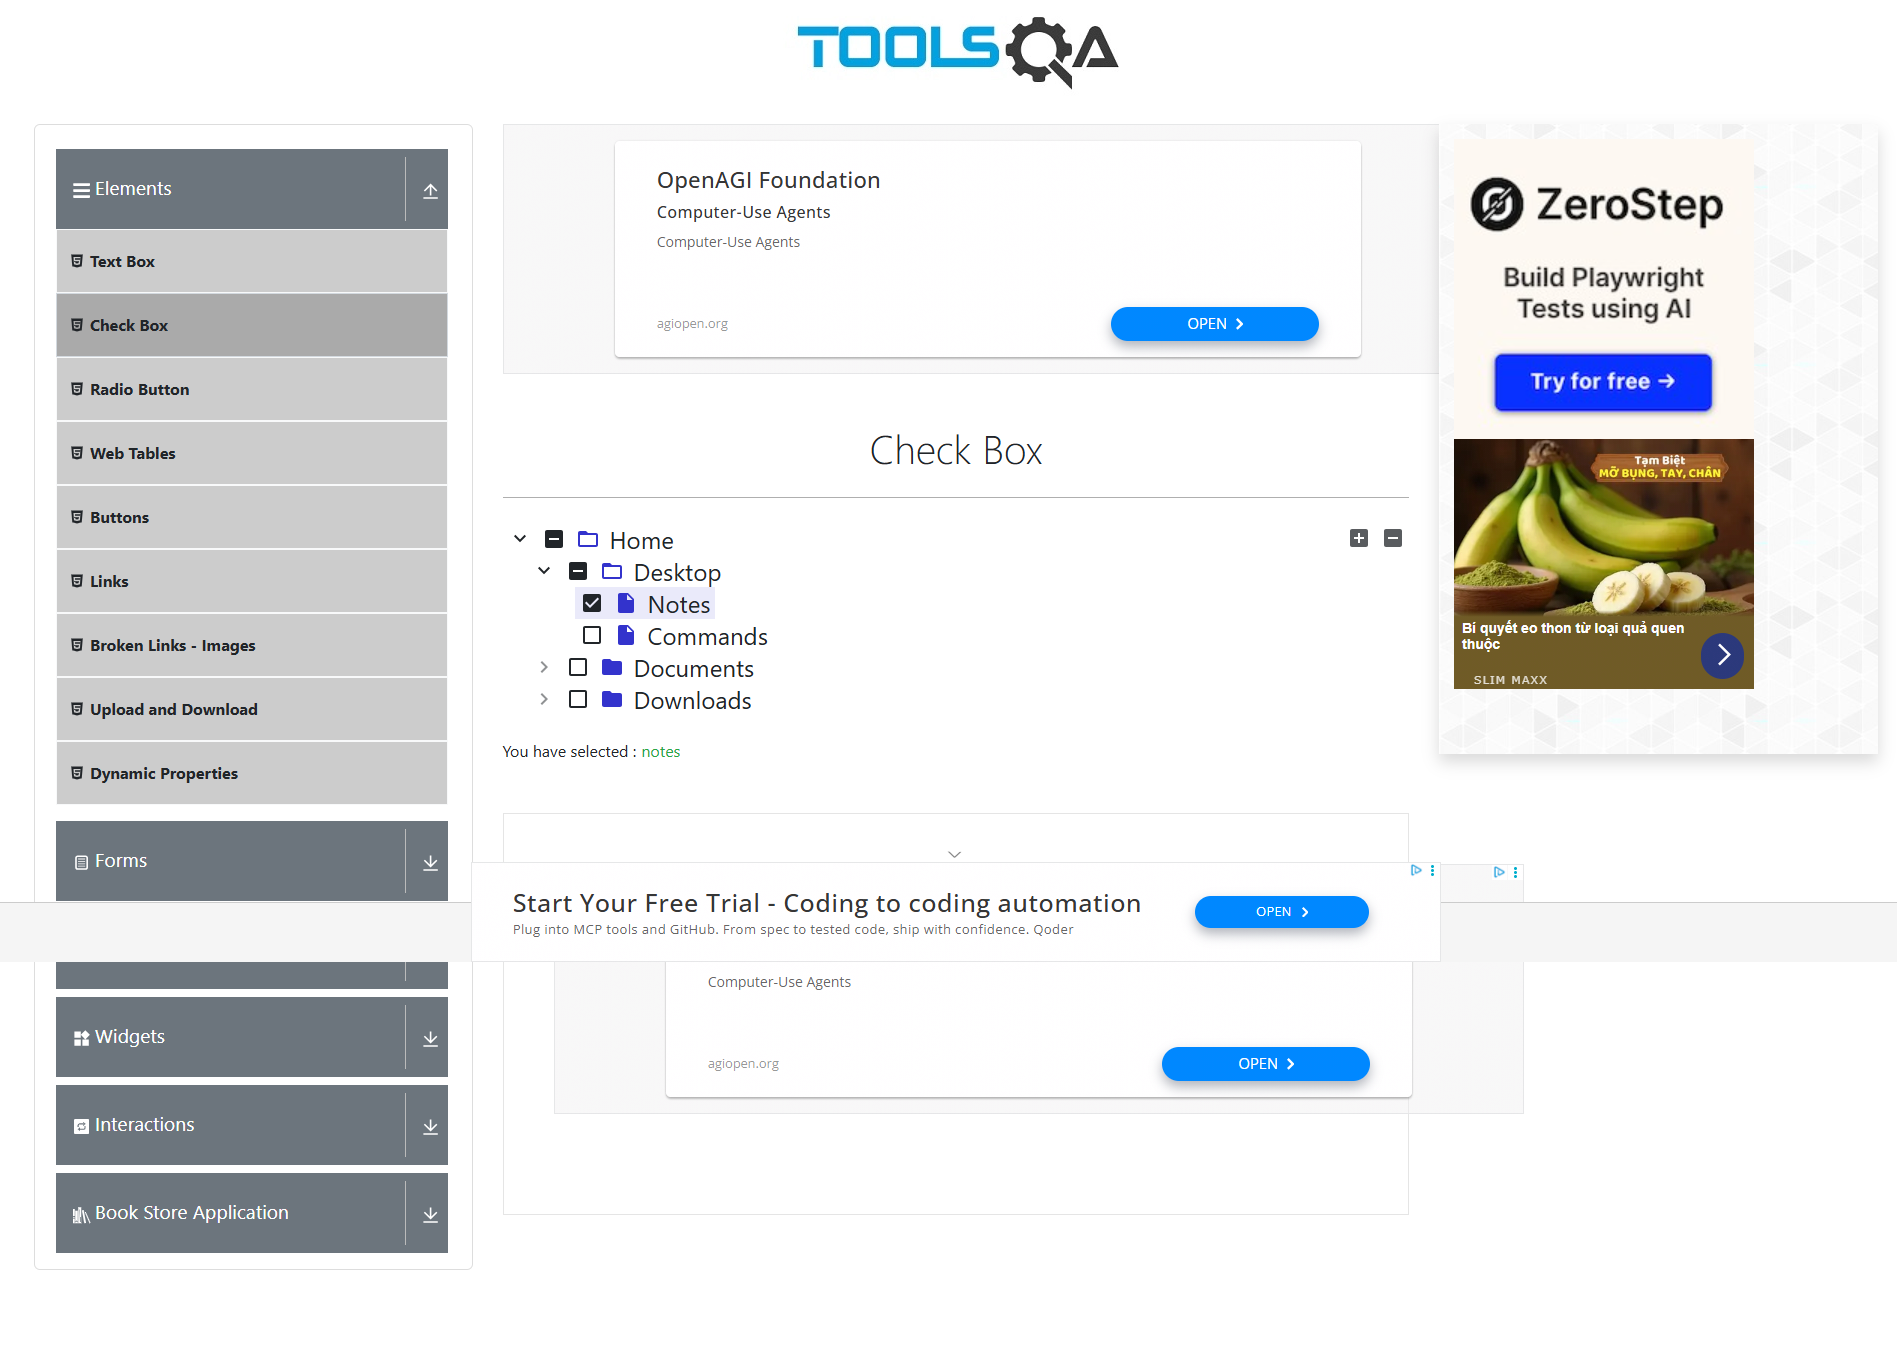 TOOLSQA
Elements
Text Box
Check Box
Radio Button
Web Tables
Buttons
Links
Broken Links - Images
Upload and Download
Dynamic Properties
Forms
Widgets
Interactions
Book Store Application
OpenAGI Foundation
Computer-Use Agents
Computer-Use Agents
agiopen.org
OPEN
Check Box
Home
Desktop
Notes
Commands
Documents
Downloads
You have selected : notes
Start Your Free Trial - Coding to coding automation
Plug into MCP tools and GitHub. From spec to tested code, ship with confidence. Qoder
OPEN
Computer-Use Agents
agiopen.org
OPEN
ZeroStep
Build Playwright
Tests using AI
Try for free →
Tạm Biệt
MỠ BỤNG, TAY, CHÂN
Bí quyết eo thon từ loại quả quen
thuộc
SLIM MAXX